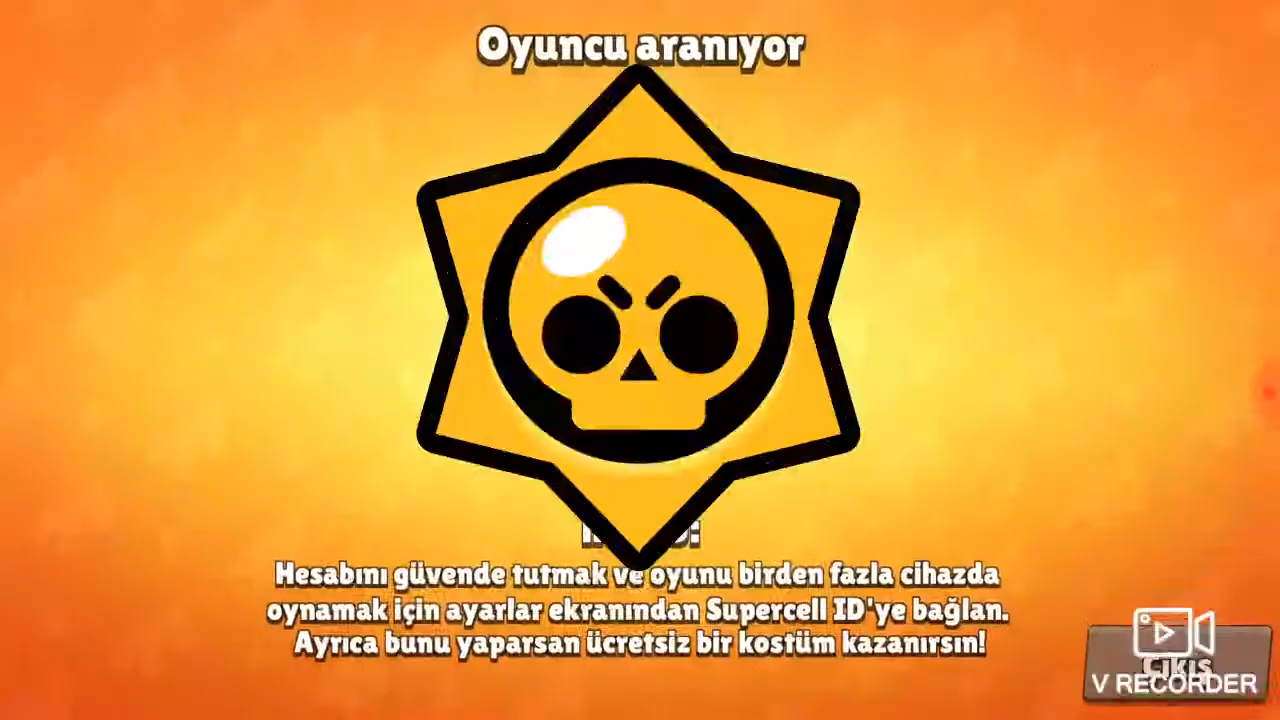 Oyuncu aranıyor
Hesabını güvende tutmak ve oyunu birden fazla cihazda
oynamak için ayarlar ekranından Supercell ID'ye bağlan.
Ayrıca bunu yaparsan ücretsiz bir kostüm kazanırsın!
Çıkış
V RECORDER